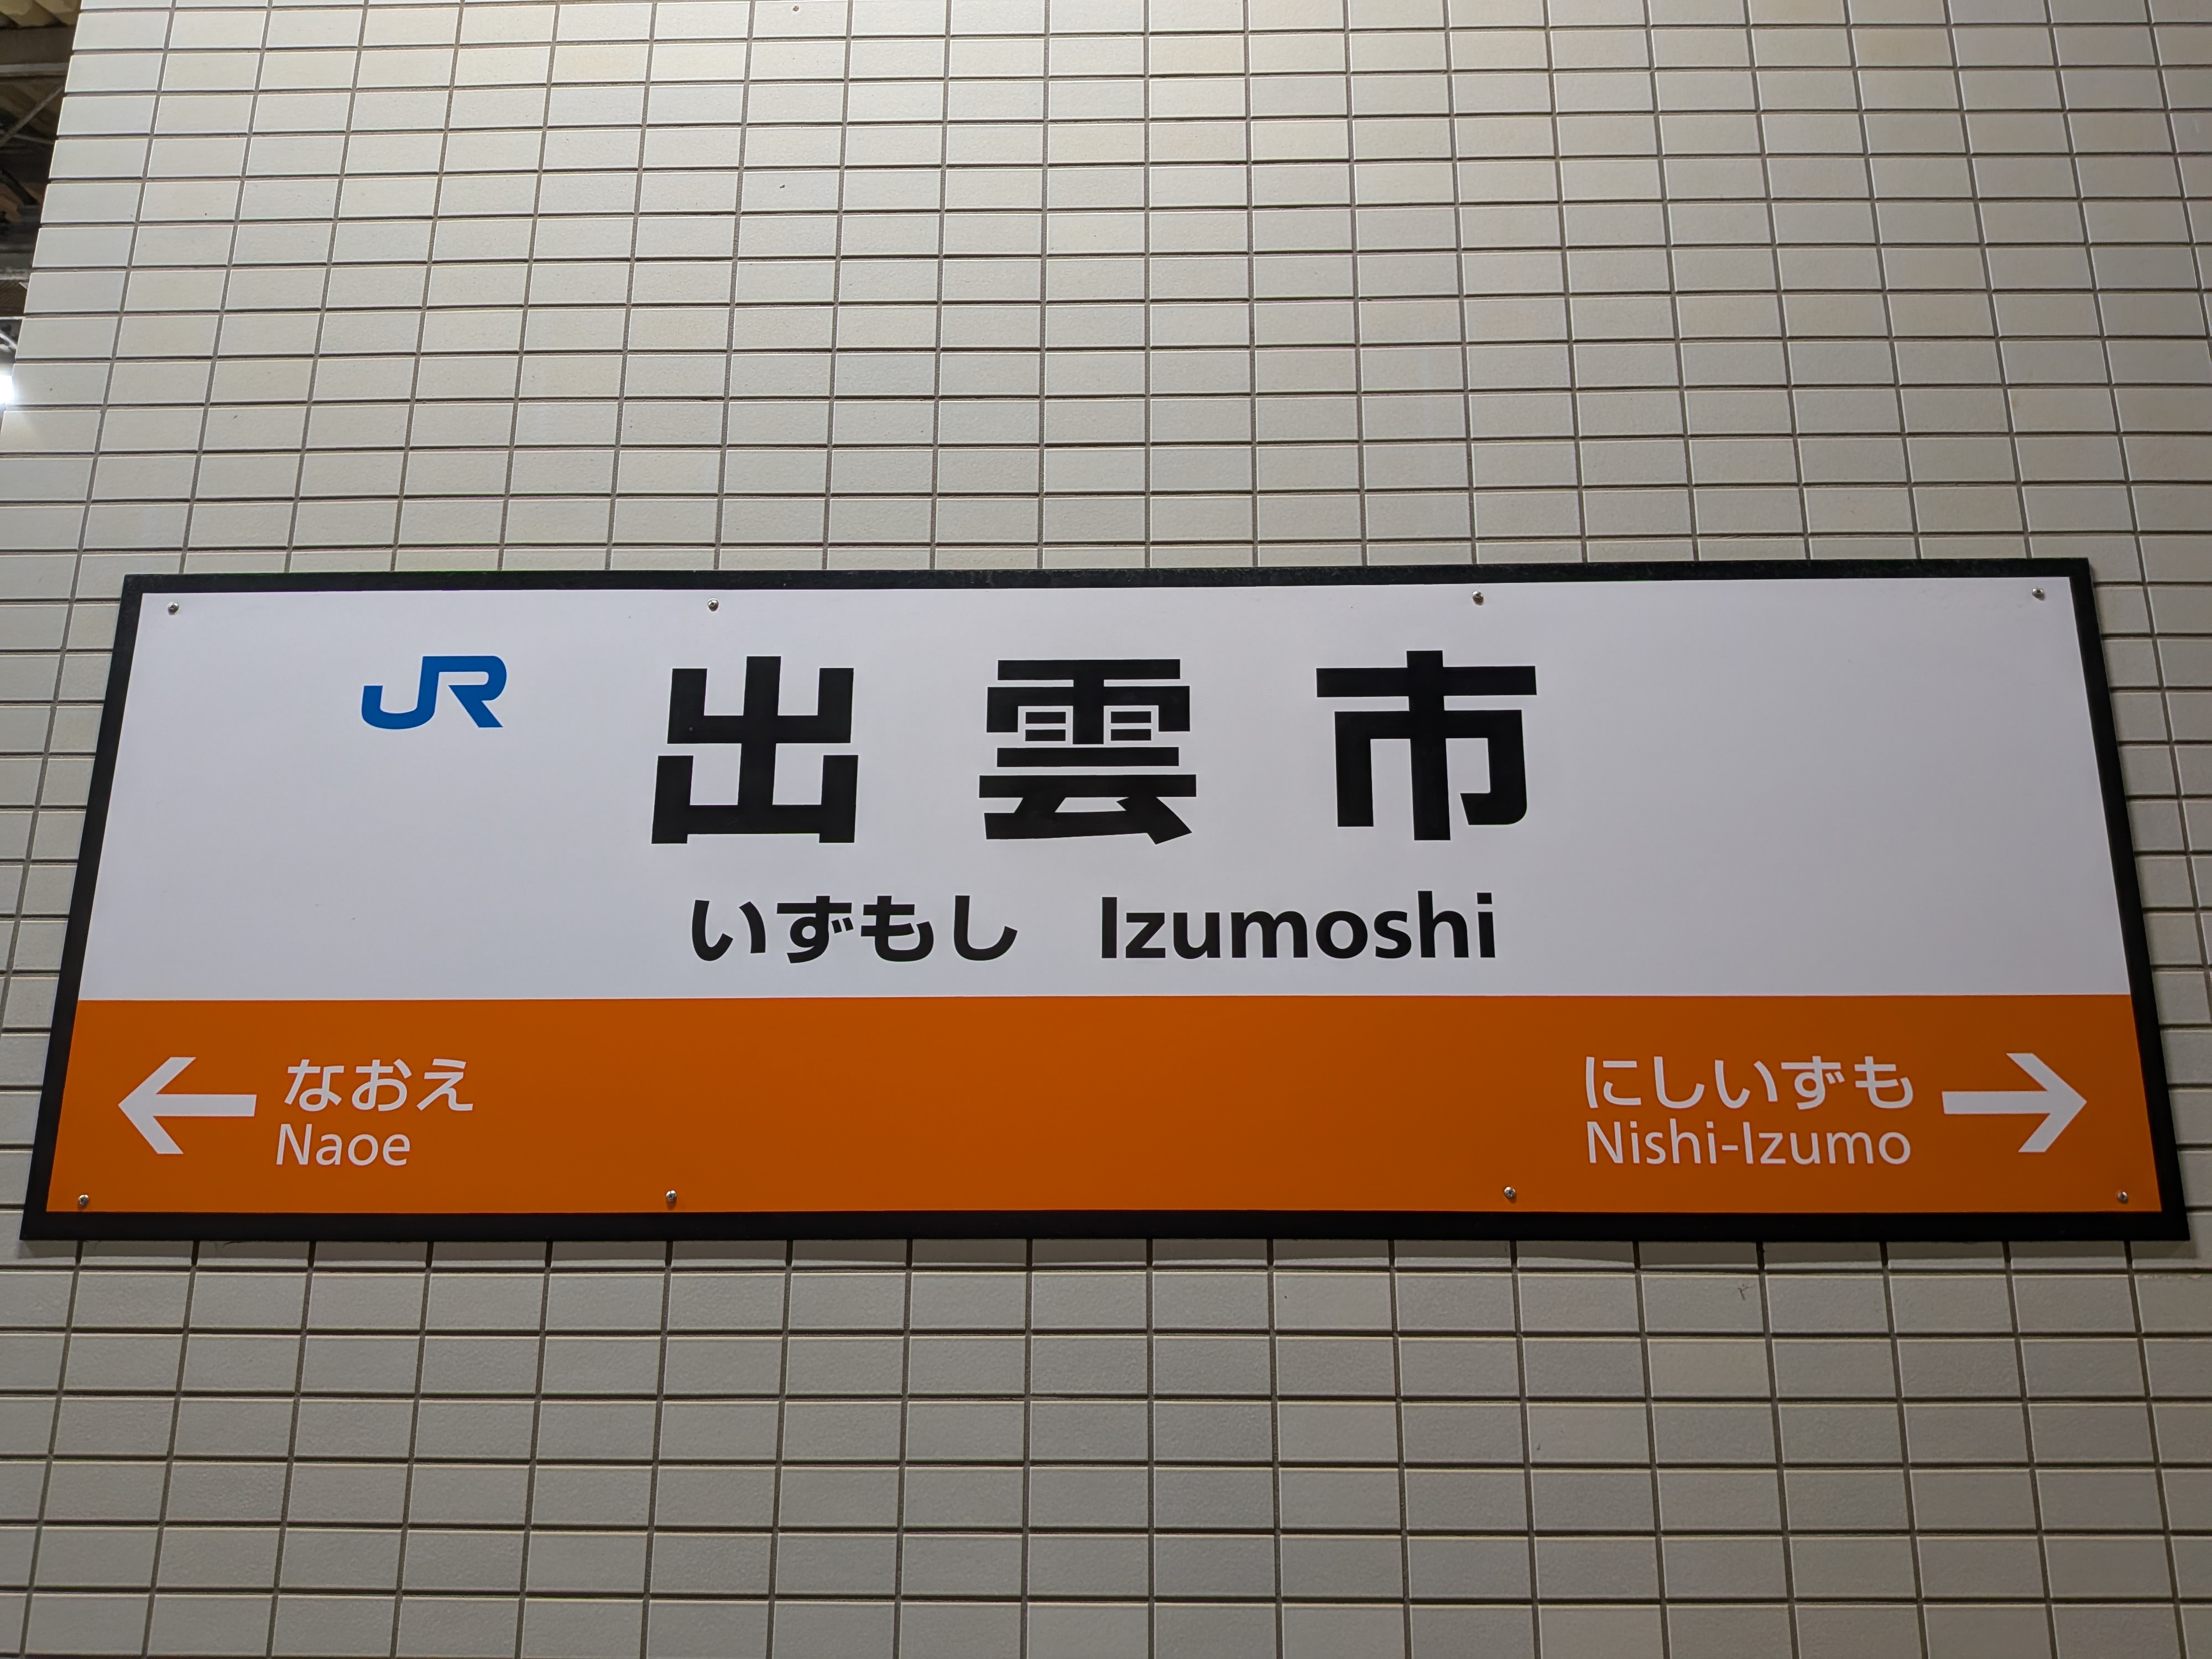 JR 出雲市
いずもし Izumoshi
← なおえ
Naoe
にしいずも →
Nishi-Izumo